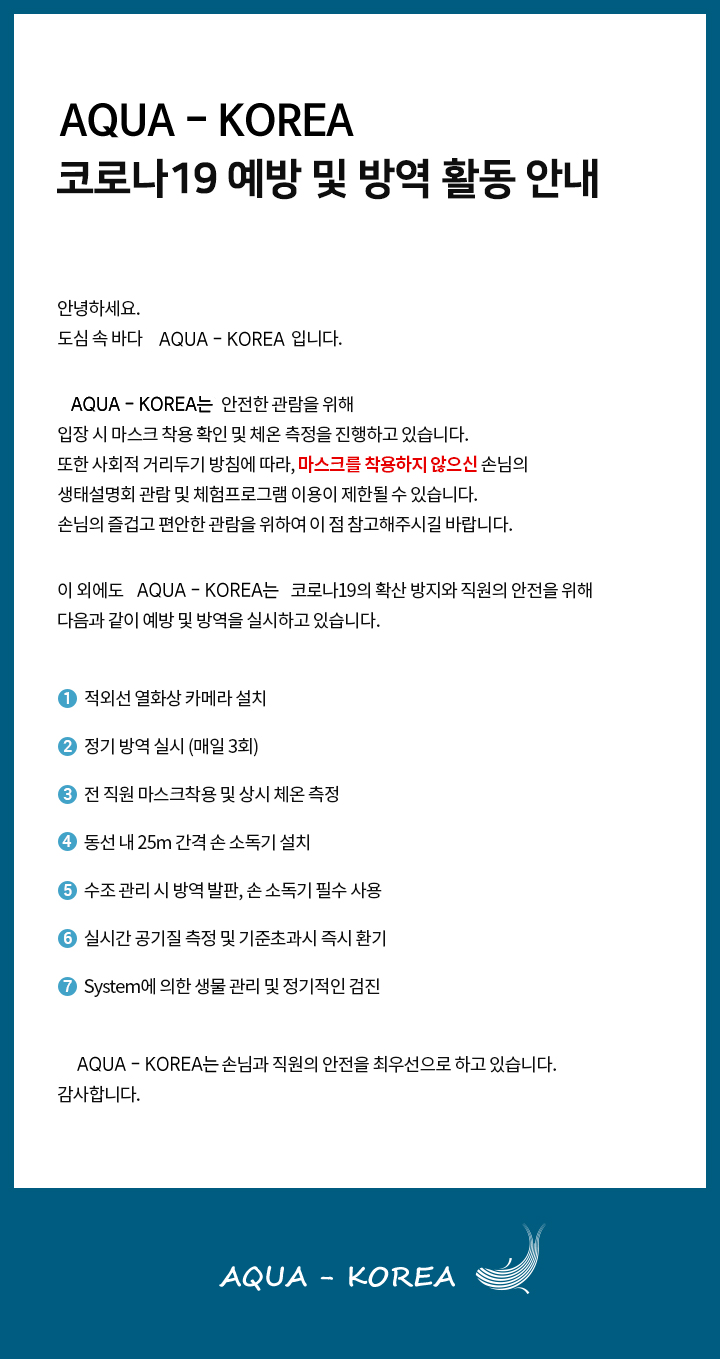 AQUA - KOREA
코로나19 예방 및 방역 활동 안내
안녕하세요.
도심 속 바다 AQUA - KOREA 입니다.
AQUA - KOREA는 안전한 관람을 위해
입장 시 마스크 착용 확인 및 체온 측정을 진행하고 있습니다.
또한 사회적 거리두기 방침에 따라, 마스크를 착용하지 않으신 손님의
생태설명회 관람 및 체험프로그램 이용이 제한될 수 있습니다.
손님의 즐겁고 편안한 관람을 위하여 이 점 참고해주시길 바랍니다.
이 외에도 AQUA - KOREA는 코로나19의 확산 방지와 직원의 안전을 위해
다음과 같이 예방 및 방역을 실시하고 있습니다.
1 적외선 열화상 카메라 설치
2 정기 방역 실시 (매일 3회)
3 전 직원 마스크착용 및 상시 체온 측정
4 동선 내 25m 간격 손 소독기 설치
5 수조 관리 시 방역 발판, 손 소독기 필수 사용
6 실시간 공기질 측정 및 기준초과시 즉시 환기
7 System에 의한 생물 관리 및 정기적인 검진
AQUA - KOREA는 손님과 직원의 안전을 최우선으로 하고 있습니다.
감사합니다.
AQUA - KOREA